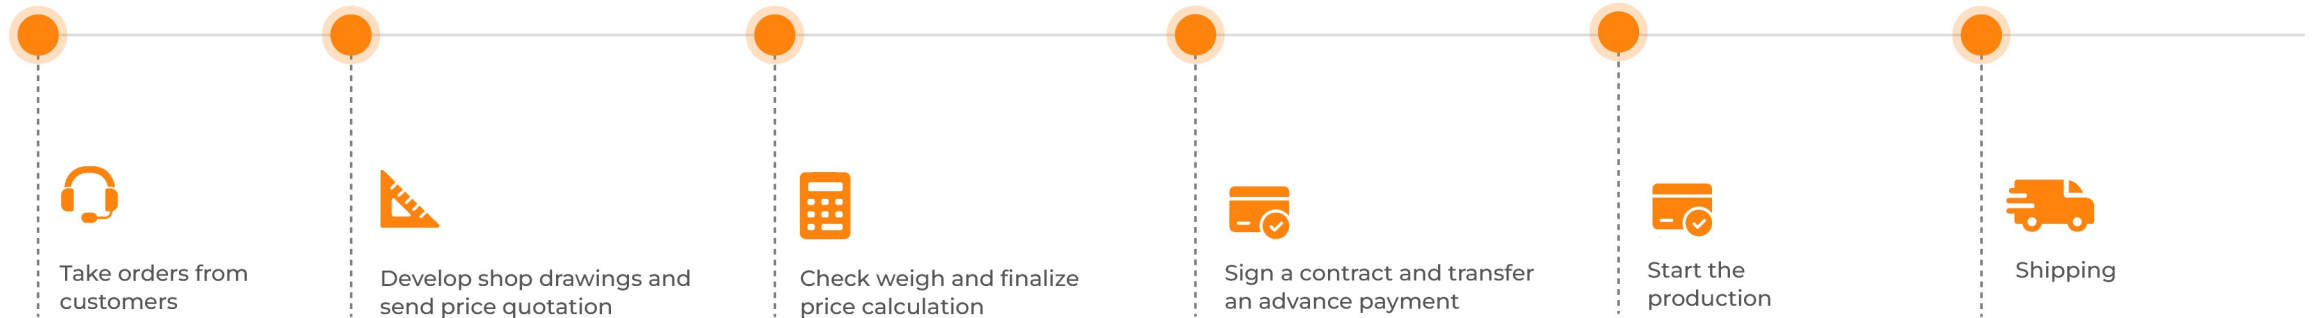 Take orders from
customers
Develop shop drawings and
send price quotation
Check weigh and finalize
price calculation
Sign a contract and transfer
an advance payment
Start the
production
Shipping